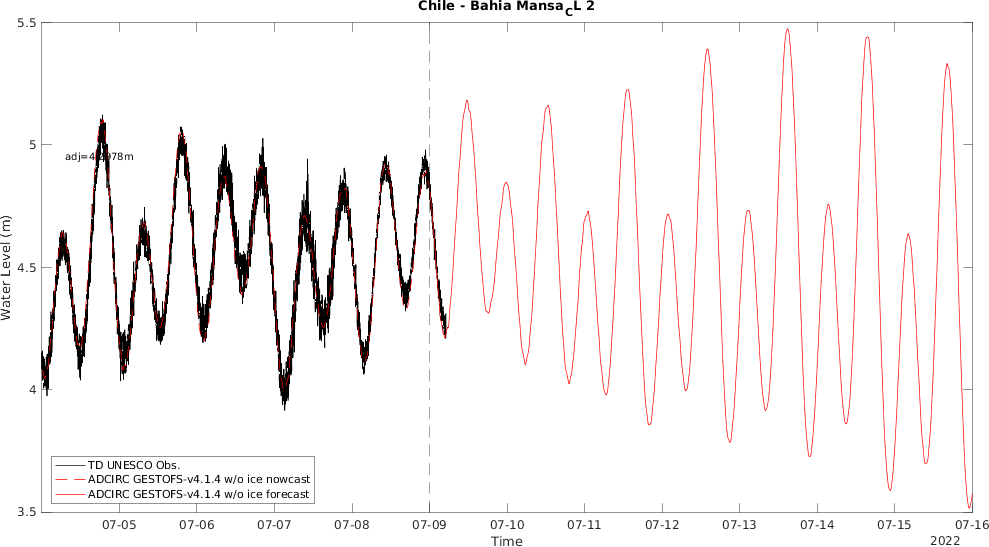 Chile - Bahia Mansa_CL 2
Water Level (m)
5.5
5
4.5
4
3.5
TD UNESCO Obs.
ADCIRC GESTOFS-v4.1.4 w/o ice nowcast
ADCIRC GESTOFS-v4.1.4 w/o ice forecast
07-05 07-06 07-07 07-08 07-09 07-10 07-11 07-12 07-13 07-14 07-15 07-16
Time
2022